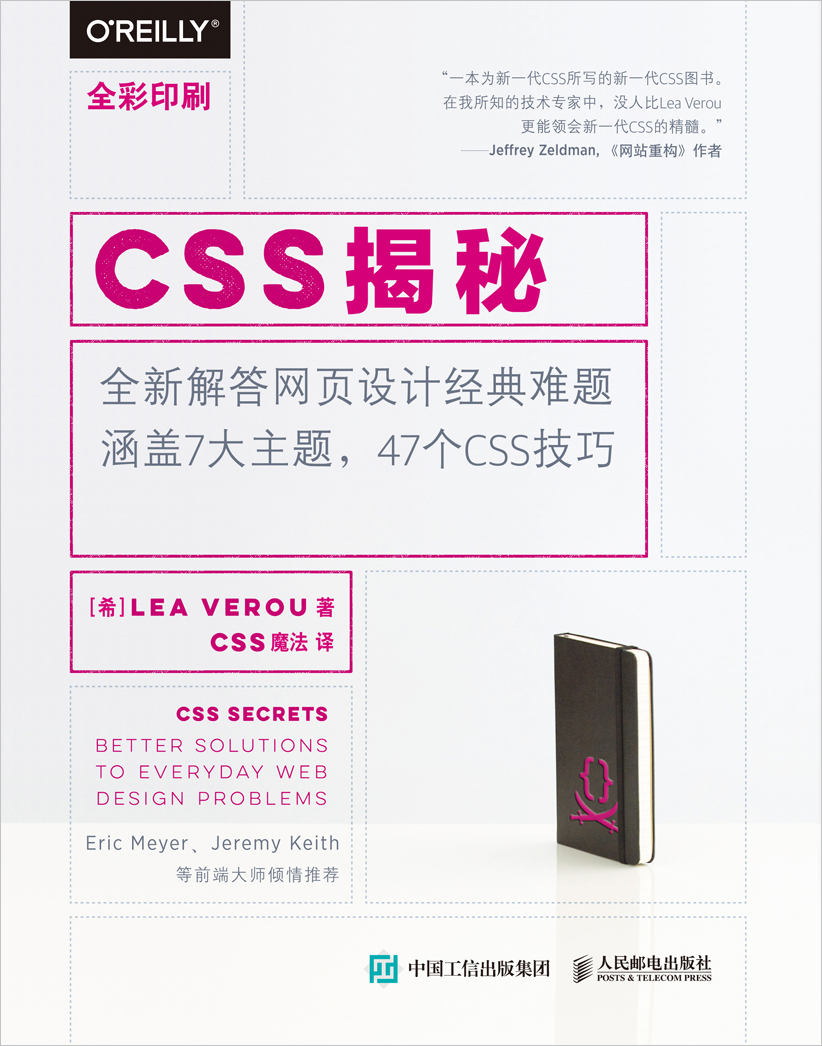 O'REILLY®
全彩印刷
“一本为新一代CSS所写的新一代CSS图书。
在我所知的技术专家中，没人比Lea Verou
更能领会新一代CSS的精髓。”
——Jeffrey Zeldman, 《网站重构》作者
CSS揭秘
全新解答网页设计经典难题
涵盖7大主题，47个CSS技巧
[希] LEA VEROU 著
CSS魔法 译
CSS SECRETS
BETTER SOLUTIONS
TO EVERYDAY WEB
DESIGN PROBLEMS
Eric Meyer、Jeremy Keith
等前端大师倾情推荐
{}
中国工信出版集团
人民邮电出版社
POSTS & TELECOM PRESS